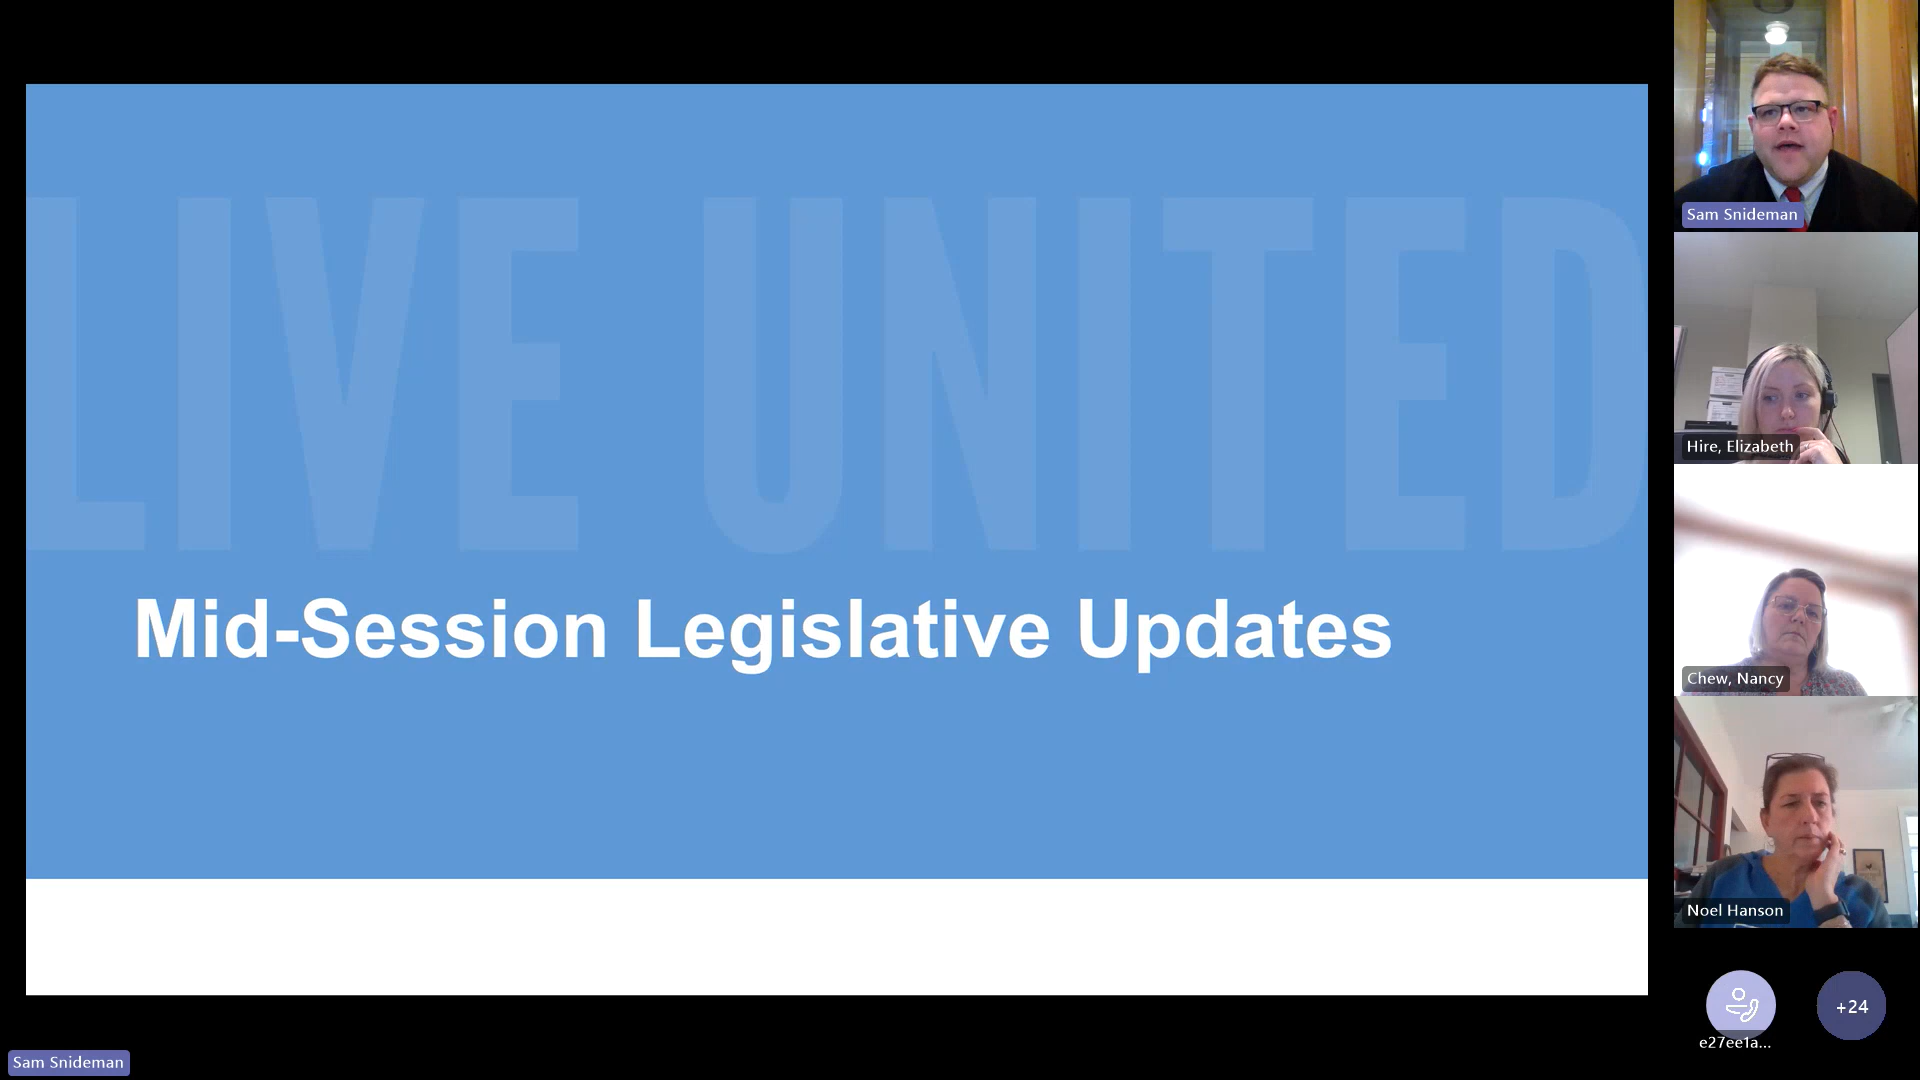 LIVE UNITED
Mid-Session Legislative Updates
Sam Snideman
Hire, Elizabeth
Chew, Nancy
Noel Hanson
e27ee1a...
+24
Sam Snideman